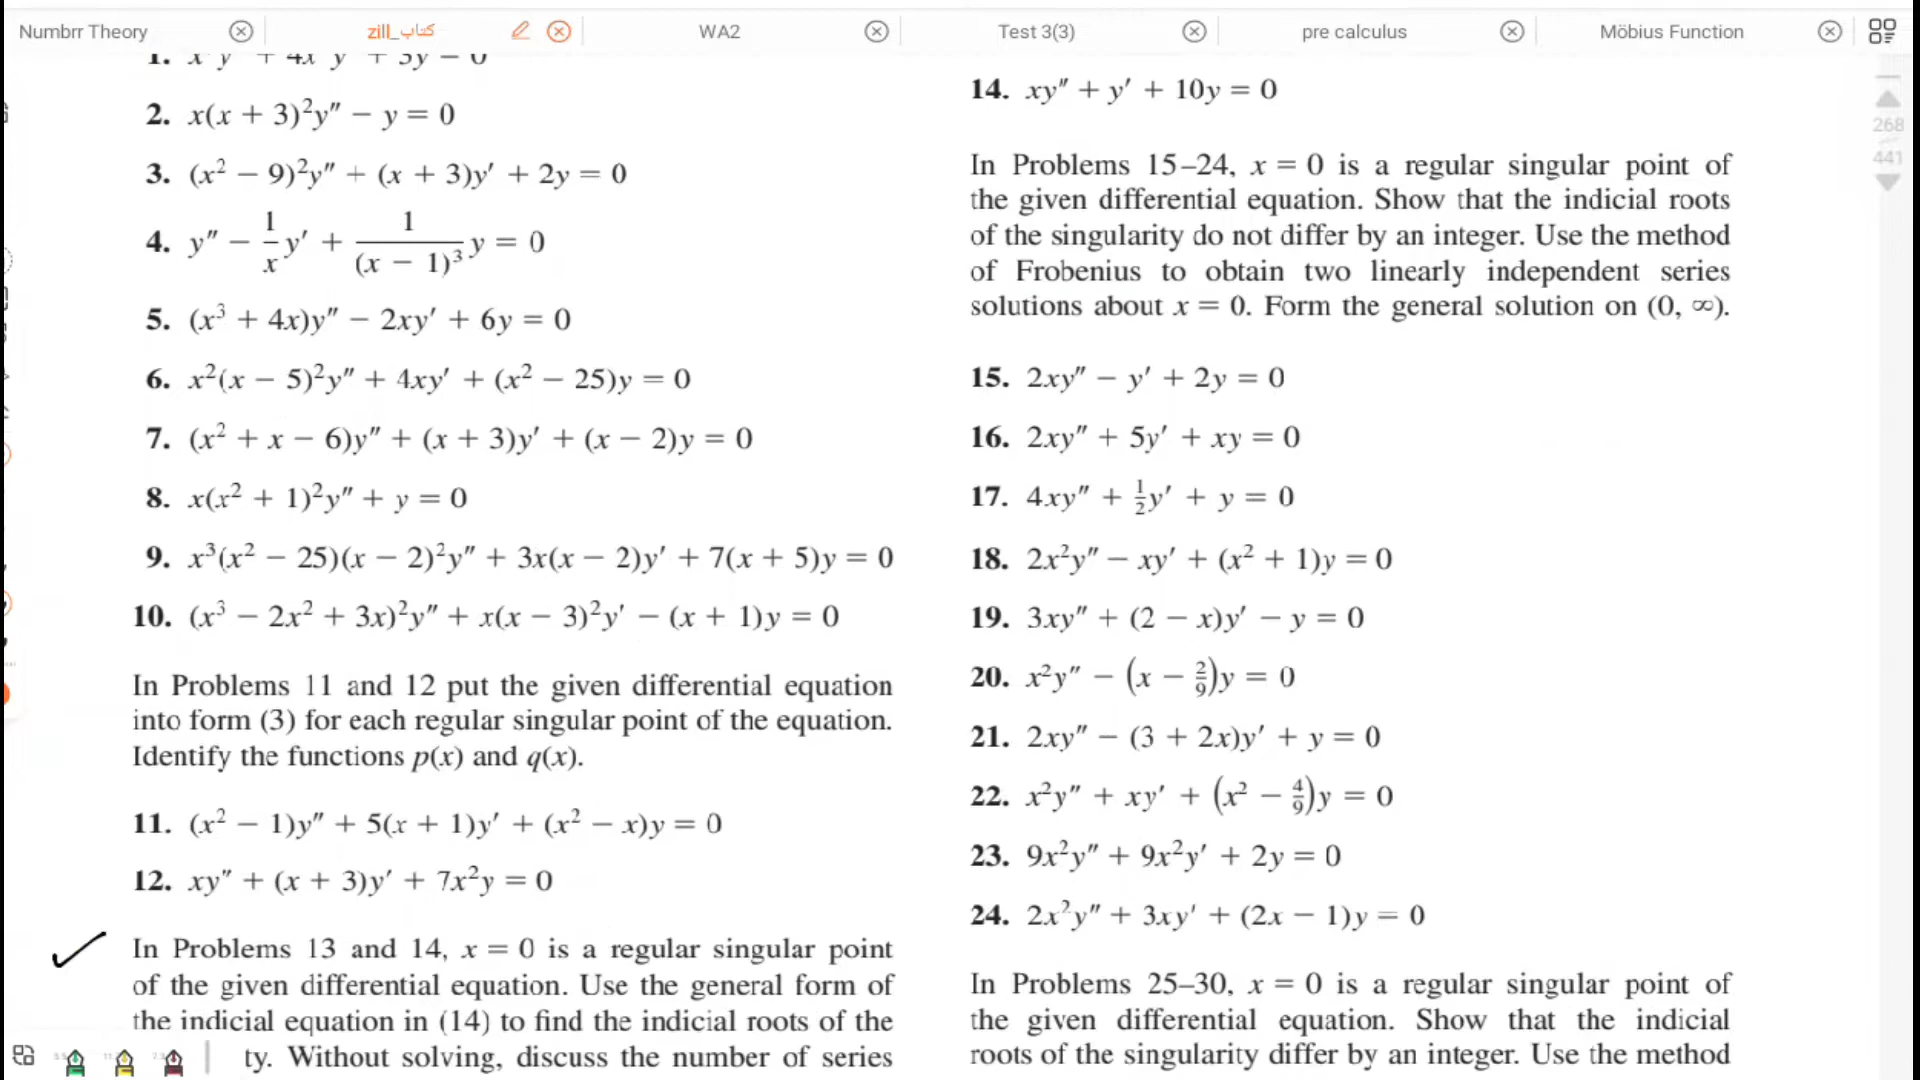 Numbrr Theory
zill_کتاب
WA2
Test 3(3)
pre calculus
Möbius Function
2. x(x + 3)²y″ − y = 0
3. (x² − 9)²y″ + (x + 3)y′ + 2y = 0
4. y″ − 1/x y′ + 1/(x − 1)³ y = 0
5. (x³ + 4x)y″ − 2xy′ + 6y = 0
6. x²(x − 5)²y″ + 4xy′ + (x² − 25)y = 0
7. (x² + x − 6)y″ + (x + 3)y′ + (x − 2)y = 0
8. x(x² + 1)²y″ + y = 0
9. x³(x² − 25)(x − 2)²y″ + 3x(x − 2)y′ + 7(x + 5)y = 0
10. (x³ − 2x² + 3x)²y″ + x(x − 3)²y′ − (x + 1)y = 0
In Problems 11 and 12 put the given differential equation
into form (3) for each regular singular point of the equation.
Identify the functions p(x) and q(x).
11. (x² − 1)y″ + 5(x + 1)y′ + (x² − x)y = 0
12. xy″ + (x + 3)y′ + 7x²y = 0
In Problems 13 and 14, x = 0 is a regular singular point
of the given differential equation. Use the general form of
the indicial equation in (14) to find the indicial roots of the
ty. Without solving, discuss the number of series
14. xy″ + y′ + 10y = 0
In Problems 15–24, x = 0 is a regular singular point of
the given differential equation. Show that the indicial roots
of the singularity do not differ by an integer. Use the method
of Frobenius to obtain two linearly independent series
solutions about x = 0. Form the general solution on (0, ∞).
15. 2xy″ − y′ + 2y = 0
16. 2xy″ + 5y′ + xy = 0
17. 4xy″ + ½y′ + y = 0
18. 2x²y″ − xy′ + (x² + 1)y = 0
19. 3xy″ + (2 − x)y′ − y = 0
20. x²y″ − (x − 2/9)y = 0
21. 2xy″ − (3 + 2x)y′ + y = 0
22. x²y″ + xy′ + (x² − 4/9)y = 0
23. 9x²y″ + 9x²y′ + 2y = 0
24. 2x²y″ + 3xy′ + (2x − 1)y = 0
In Problems 25–30, x = 0 is a regular singular point of
the given differential equation. Show that the indicial
roots of the singularity differ by an integer. Use the method
268
441